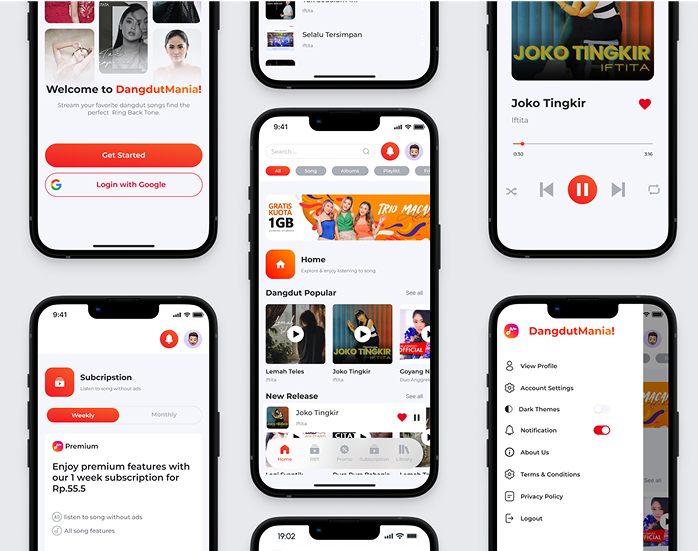 Welcome to DangdutMania!
Stream your favorite dangdut songs find the
perfect Ring Back Tone.
Get Started
Login with Google
9:41
Subcripstion
Listen to song without ads
Weekly
Monthly
Premium
Enjoy premium features with
our 1 week subscription for
Rp.55.5
listen to song without ads
All song features
Iftita
Selalu Tersimpan
Iftita
9:41
Search ...
All
Song
Albums
Playlist
GRATIS
KUOTA
1GB
TRIO MACAN
Home
Explore & enjoy listening to song
Dangdut Popular
See all
JOKO TINGKIR
OFFICIAL
Lemah Teles
Iftita
Joko Tingkir
Iftita
Goyang N
Duo Anggrek
New Release
See all
Joko Tingkir
Iftita
Home
RBT
Promo
Subscription
Library
19:02
JOKO TINGKIR
IFTITA
Joko Tingkir
Iftita
0:30
3:16
9:41
DangdutMania!
View Profile
Account Settings
Dark Themes
Notification
About Us
Terms & Conditions
Privacy Policy
Logout